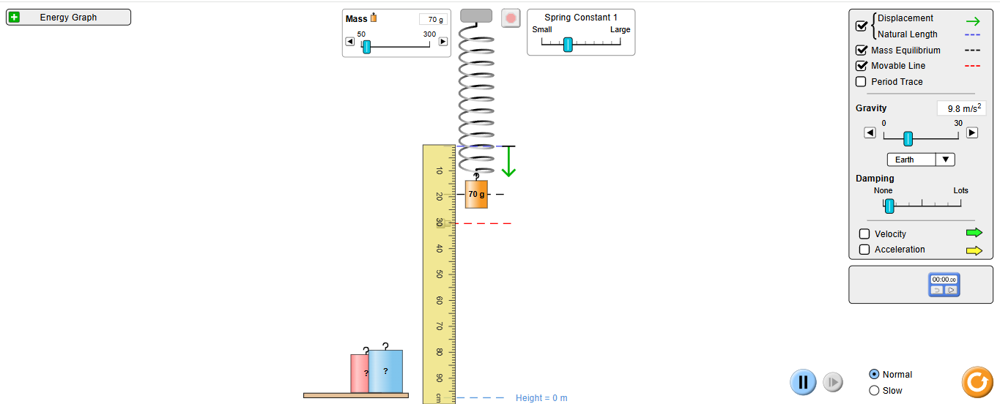 Energy Graph
Mass 70 g
50 300
Spring Constant 1
Small Large
Displacement
Natural Length
Mass Equilibrium
Movable Line
Period Trace
Gravity 9.8 m/s²
0 30
Earth
Damping
None Lots
Velocity
Acceleration
00:00.00
10
20
30
40
50
60
70
80
90
cm
70 g
? ?
Height = 0 m
Normal
Slow